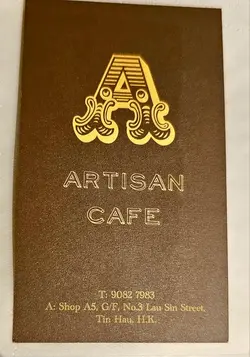 A
ARTISAN
CAFE
T: 9082 7983
A: Shop A5, G/F, No.3 Lau Sin Street,
Tin Hau, H.K.